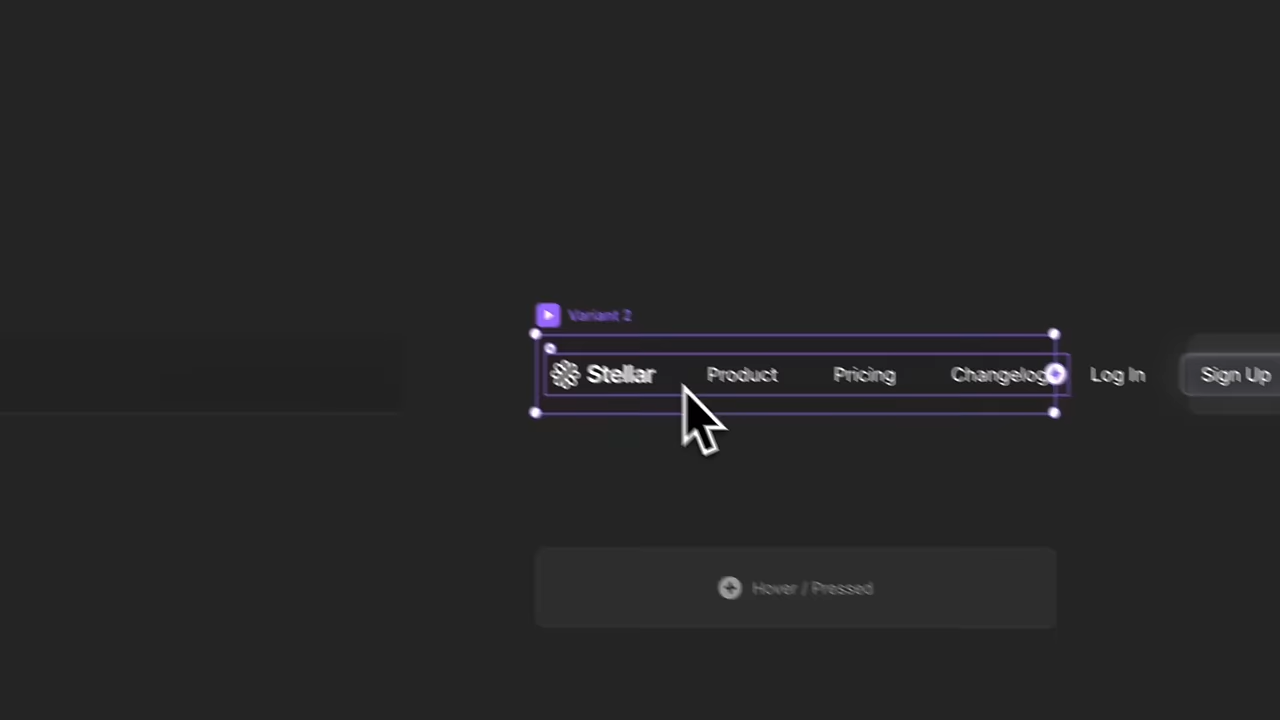 Variant 2
Stellar Product Pricing Changelog Log In Sign Up
Hover / Pressed